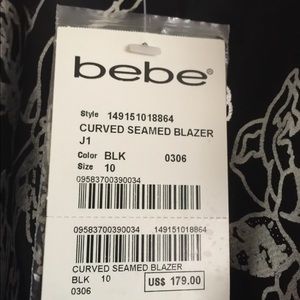 bebe®
Style 149151018864
CURVED SEAMED BLAZER
J1
Color BLK 0306
Size 10
09583700390034
09583700390034 149151018864
CURVED SEAMED BLAZER
BLK 10
0306
US$ 179.00